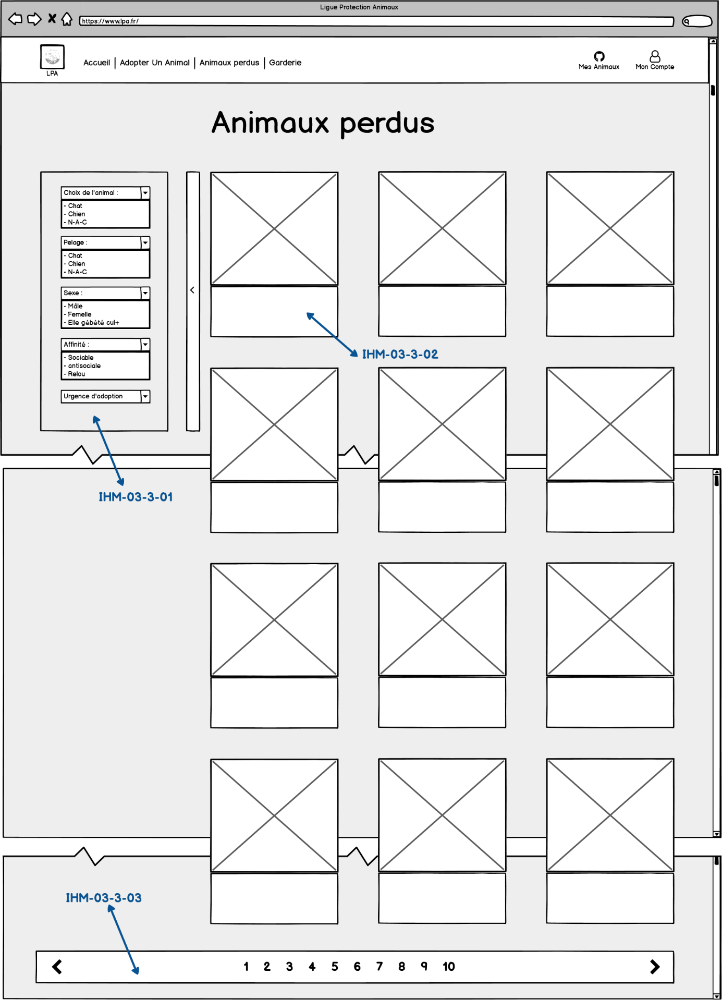 Ligue Protection Animaux
https://www.lpa.fr/
LPA
Accueil | Adopter Un Animal | Animaux perdus | Garderie
Mes Animaux
Mon Compte
Animaux perdus
Choix de l'animal :
- Chat
- Chien
- N-A-C
Pelage :
- Chat
- Chien
- N-A-C
Sexe :
- Mâle
- Femelle
- Elle gébété cul+
Affinité :
- Sociable
- antisociale
- Relou
Urgence d'adoption
<
IHM-03-3-02
IHM-03-3-01
IHM-03-3-03
1 2 3 4 5 6 7 8 9 10